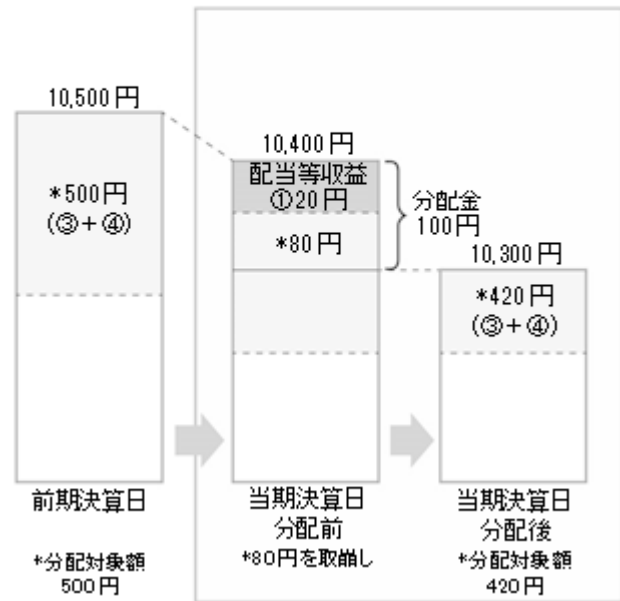 10,500円
*500円
(③+④)
前期決算日
*分配対象額
500円
10,400円
配当等収益
①20円
*80円
分配金
100円
当期決算日
分配前
*80円を取崩し
10,300円
*420円
(③+④)
当期決算日
分配後
*分配対象額
420円